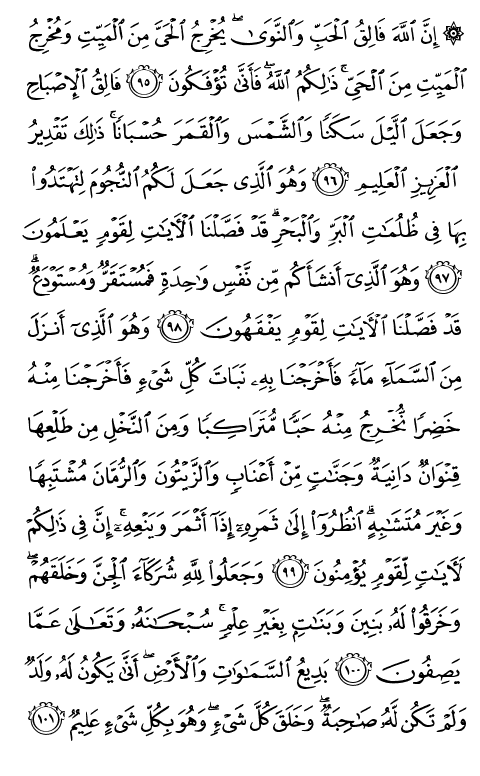 ۞ إِنَّ ٱللَّهَ فَالِقُ ٱلۡحَبِّ وَٱلنَّوَىٰۖ يُخۡرِجُ ٱلۡحَيَّ مِنَ ٱلۡمَيِّتِ وَمُخۡرِجُ
ٱلۡمَيِّتِ مِنَ ٱلۡحَيِّۚ ذَٰلِكُمُ ٱللَّهُۖ فَأَنَّىٰ تُؤۡفَكُونَ ۝٩٥ فَالِقُ ٱلۡإِصۡبَاحِ
وَجَعَلَ ٱلَّيۡلَ سَكَنٗا وَٱلشَّمۡسَ وَٱلۡقَمَرَ حُسۡبَانٗاۚ ذَٰلِكَ تَقۡدِيرُ
ٱلۡعَزِيزِ ٱلۡعَلِيمِ ۝٩٦ وَهُوَ ٱلَّذِي جَعَلَ لَكُمُ ٱلنُّجُومَ لِتَهۡتَدُواْ
بِهَا فِي ظُلُمَٰتِ ٱلۡبَرِّ وَٱلۡبَحۡرِۗ قَدۡ فَصَّلۡنَا ٱلۡأٓيَٰتِ لِقَوۡمٖ يَعۡلَمُونَ
۝٩٧ وَهُوَ ٱلَّذِيٓ أَنشَأَكُم مِّن نَّفۡسٖ وَٰحِدَةٖ فَمُسۡتَقَرّٞ وَمُسۡتَوۡدَعٞۗ
قَدۡ فَصَّلۡنَا ٱلۡأٓيَٰتِ لِقَوۡمٖ يَفۡقَهُونَ ۝٩٨ وَهُوَ ٱلَّذِيٓ أَنزَلَ
مِنَ ٱلسَّمَآءِ مَآءٗ فَأَخۡرَجۡنَا بِهِۦ نَبَاتَ كُلِّ شَيۡءٖ فَأَخۡرَجۡنَا مِنۡهُ
خَضِرٗا نُّخۡرِجُ مِنۡهُ حَبّٗا مُّتَرَاكِبٗا وَمِنَ ٱلنَّخۡلِ مِن طَلۡعِهَا
قِنۡوَانٞ دَانِيَةٞ وَجَنَّٰتٖ مِّنۡ أَعۡنَابٖ وَٱلزَّيۡتُونَ وَٱلرُّمَّانَ مُشۡتَبِهٗا
وَغَيۡرَ مُتَشَٰبِهٍۗ ٱنظُرُوٓاْ إِلَىٰ ثَمَرِهِۦٓ إِذَآ أَثۡمَرَ وَيَنۡعِهِۦٓۚ إِنَّ فِي ذَٰلِكُمۡ
لَأٓيَٰتٖ لِّقَوۡمٖ يُؤۡمِنُونَ ۝٩٩ وَجَعَلُواْ لِلَّهِ شُرَكَآءَ ٱلۡجِنَّ وَخَلَقَهُمۡۖ
وَخَرَقُواْ لَهُۥ بَنِينَ وَبَنَٰتِۭ بِغَيۡرِ عِلۡمٖۚ سُبۡحَٰنَهُۥ وَتَعَٰلَىٰ عَمَّا
يَصِفُونَ ۝١٠٠ بَدِيعُ ٱلسَّمَٰوَٰتِ وَٱلۡأَرۡضِۖ أَنَّىٰ يَكُونُ لَهُۥ وَلَدٞ
وَلَمۡ تَكُن لَّهُۥ صَٰحِبَةٞۖ وَخَلَقَ كُلَّ شَيۡءٖۖ وَهُوَ بِكُلِّ شَيۡءٍ عَلِيمٞ ۝١٠١